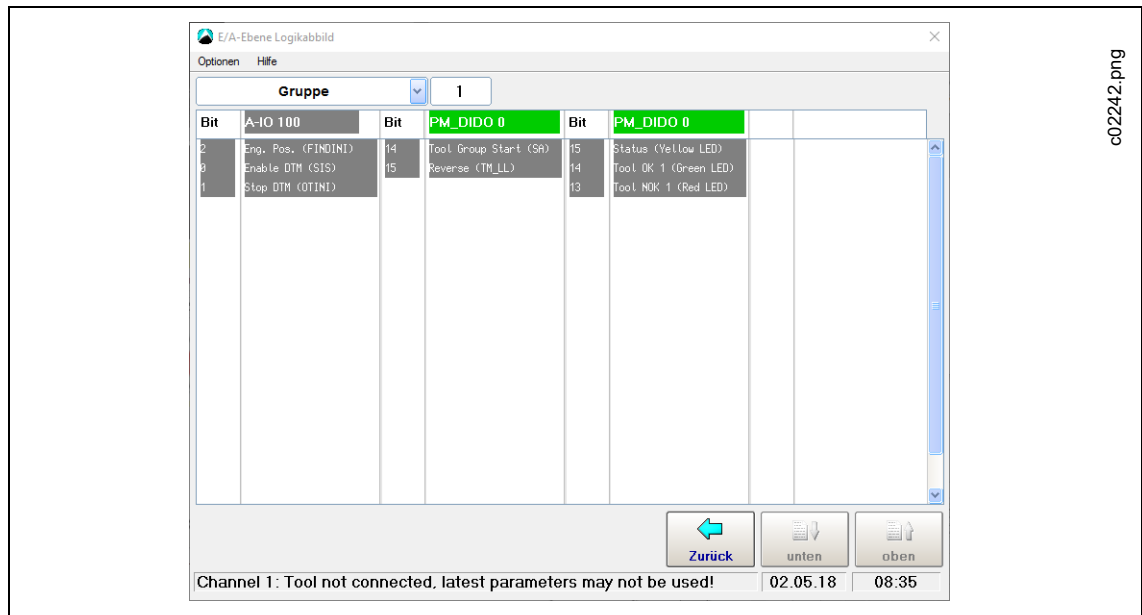 E/A-Ebene Logikabbild
Optionen Hilfe
Gruppe 1
Bit A-IO 100 Bit PM_DIDO 0 Bit PM_DIDO 0
2 Eng. Pos. (FINDINI) 14 Tool Group Start (SA) 15 Status (Yellow LED)
0 Enable DTM (SIS) 15 Reverse (TM_LL) 14 Tool OK 1 (Green LED)
1 Stop DTM (OTINI) 13 Tool NOK 1 (Red LED)
Zurück unten oben
Channel 1: Tool not connected, latest parameters may not be used! 02.05.18 08:35
c02242.png